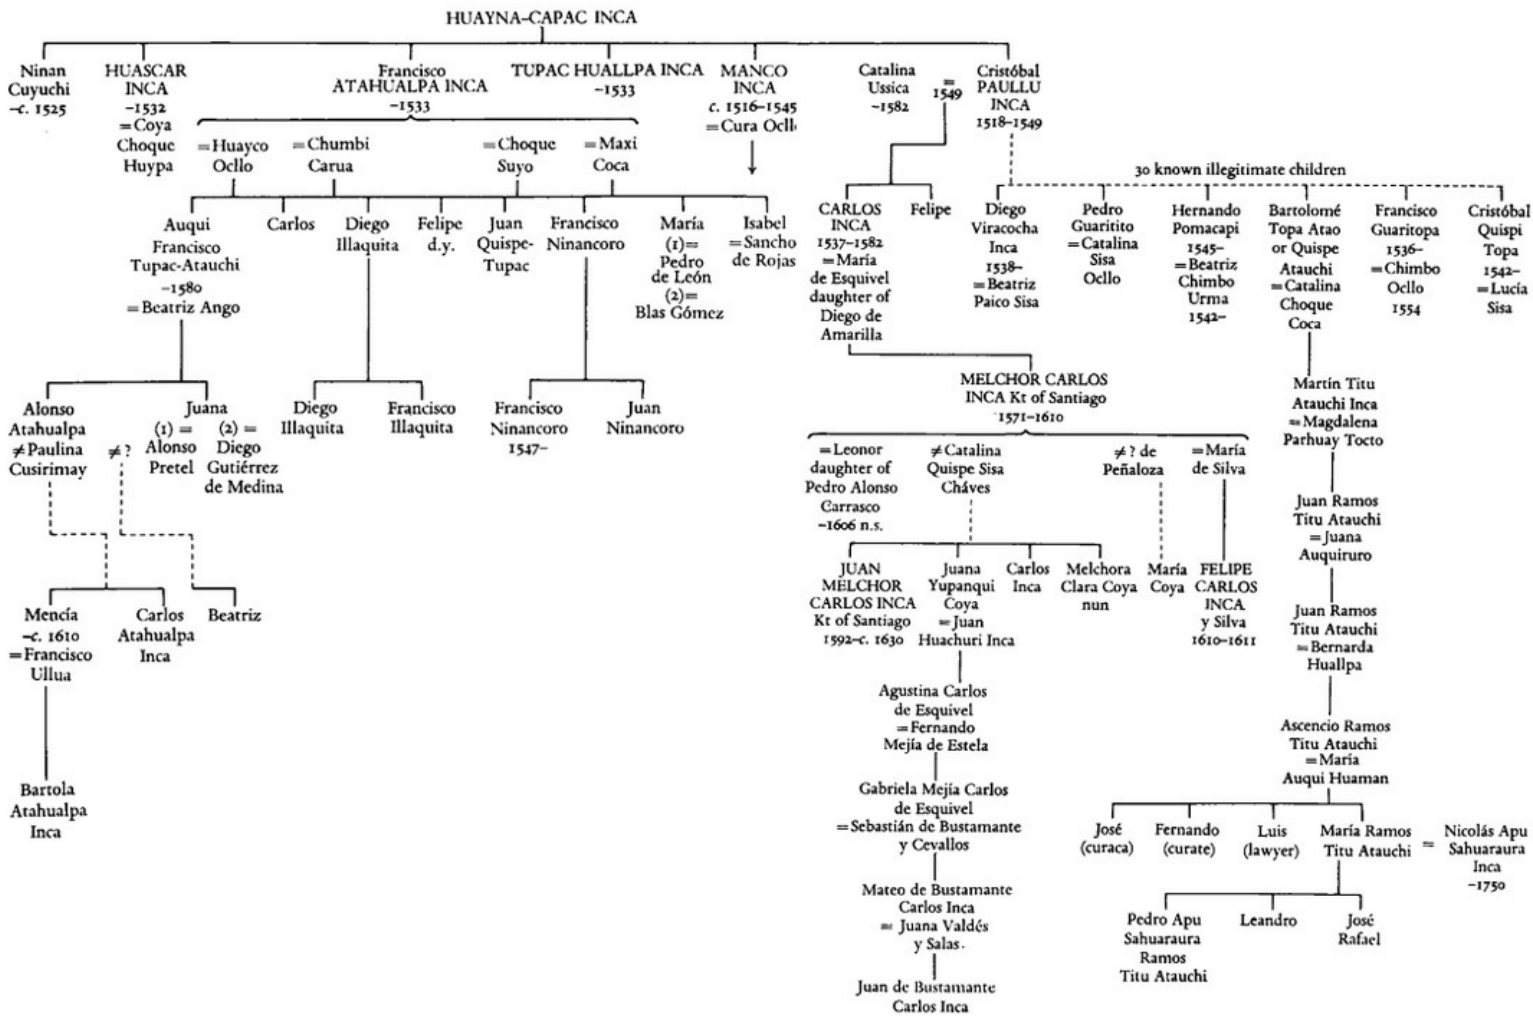 HUAYNA-CAPAC INCA
Ninan
Cuyuchi
-c. 1525
HUASCAR
INCA
-1532
=Coya
Choque
Huypa
Francisco
ATAHUALPA INCA
-1533
TUPAC HUALLPA INCA
-1533
MANCO
INCA
c. 1516-1545
=Cura Ocll
Catalina
Ussica
-1582
=
1549
Cristóbal
PAULLU
INCA
1518-1549
=Huayco
Ocllo
=Chumbi
Carua
=Choque
Suyo
=Maxi
Coca
30 known illegitimate children
Auqui
Francisco
Tupac-Atauchi
-1580
=Beatriz Ango
Carlos
Diego
Illaquita
Felipe
d.y.
Juan
Quispe-
Tupac
Francisco
Ninancoro
María
(1)=
Pedro
de León
(2)=
Blas Gómez
Isabel
=Sancho
de Rojas
CARLOS
INCA
1537-1582
=María
de Esquivel
daughter of
Diego de
Amarilla
Felipe
Diego
Viracocha
Inca
1538-
=Beatriz
Paico Sisa
Pedro
Guaritito
=Catalina
Sisa
Ocllo
Hernando
Pomacapi
1545-
=Beatriz
Chimbo
Urma
1542-
Bartolomé
Topa Atao
or Quispe
Atauchi
=Catalina
Choque
Coca
Francisco
Guaritopa
1536-
=Chimbo
Ocllo
1554
Cristóbal
Quispi
Topa
1542-
=Lucía
Sisa
Alonso
Atahualpa
≠Paulina
Cusirimay
≠?
Juana
(1) =
Alonso
Pretel
(2) =
Diego
Gutiérrez
de Medina
Diego
Illaquita
Francisco
Illaquita
Francisco
Ninancoro
1547-
Juan
Ninancoro
MELCHOR CARLOS
INCA Kt of Santiago
1571-1610
Martín Titu
Atauchi Inca
=Magdalena
Parhuay Tocto
=Leonor
daughter of
Pedro Alonso
Carrasco
-1606 n.s.
≠Catalina
Quispe Sisa
Cháves
≠? de
Peñaloza
=María
de Silva
Juan Ramos
Titu Atauchi
=Juana
Auquiruro
Mencía
-c. 1610
=Francisco
Ullua
Carlos
Atahualpa
Inca
Beatriz
JUAN
MELCHOR
CARLOS INCA
Kt of Santiago
1592-c. 1630
Juana
Yupanqui
Coya
=Juan
Huachuri Inca
Carlos
Inca
Melchora
Clara Coya
nun
María
Coya
FELIPE
CARLOS
INCA
y Silva
1610-1611
Juan Ramos
Titu Atauchi
=Bernarda
Huallpa
Agustina Carlos
de Esquivel
=Fernando
Mejía de Estela
Ascencio Ramos
Titu Atauchi
=María
Auqui Huaman
Bartola
Atahualpa
Inca
Gabriela Mejía Carlos
de Esquivel
=Sebastián de Bustamante
y Cevallos
José
(curaca)
Fernando
(curate)
Luis
(lawyer)
María Ramos
Titu Atauchi
=
Nicolás Apu
Sahuaraura
Inca
-1750
Mateo de Bustamante
Carlos Inca
= Juana Valdés
y Salas.
Pedro Apu
Sahuaraura
Ramos
Titu Atauchi
Leandro
José
Rafael
Juan de Bustamante
Carlos Inca